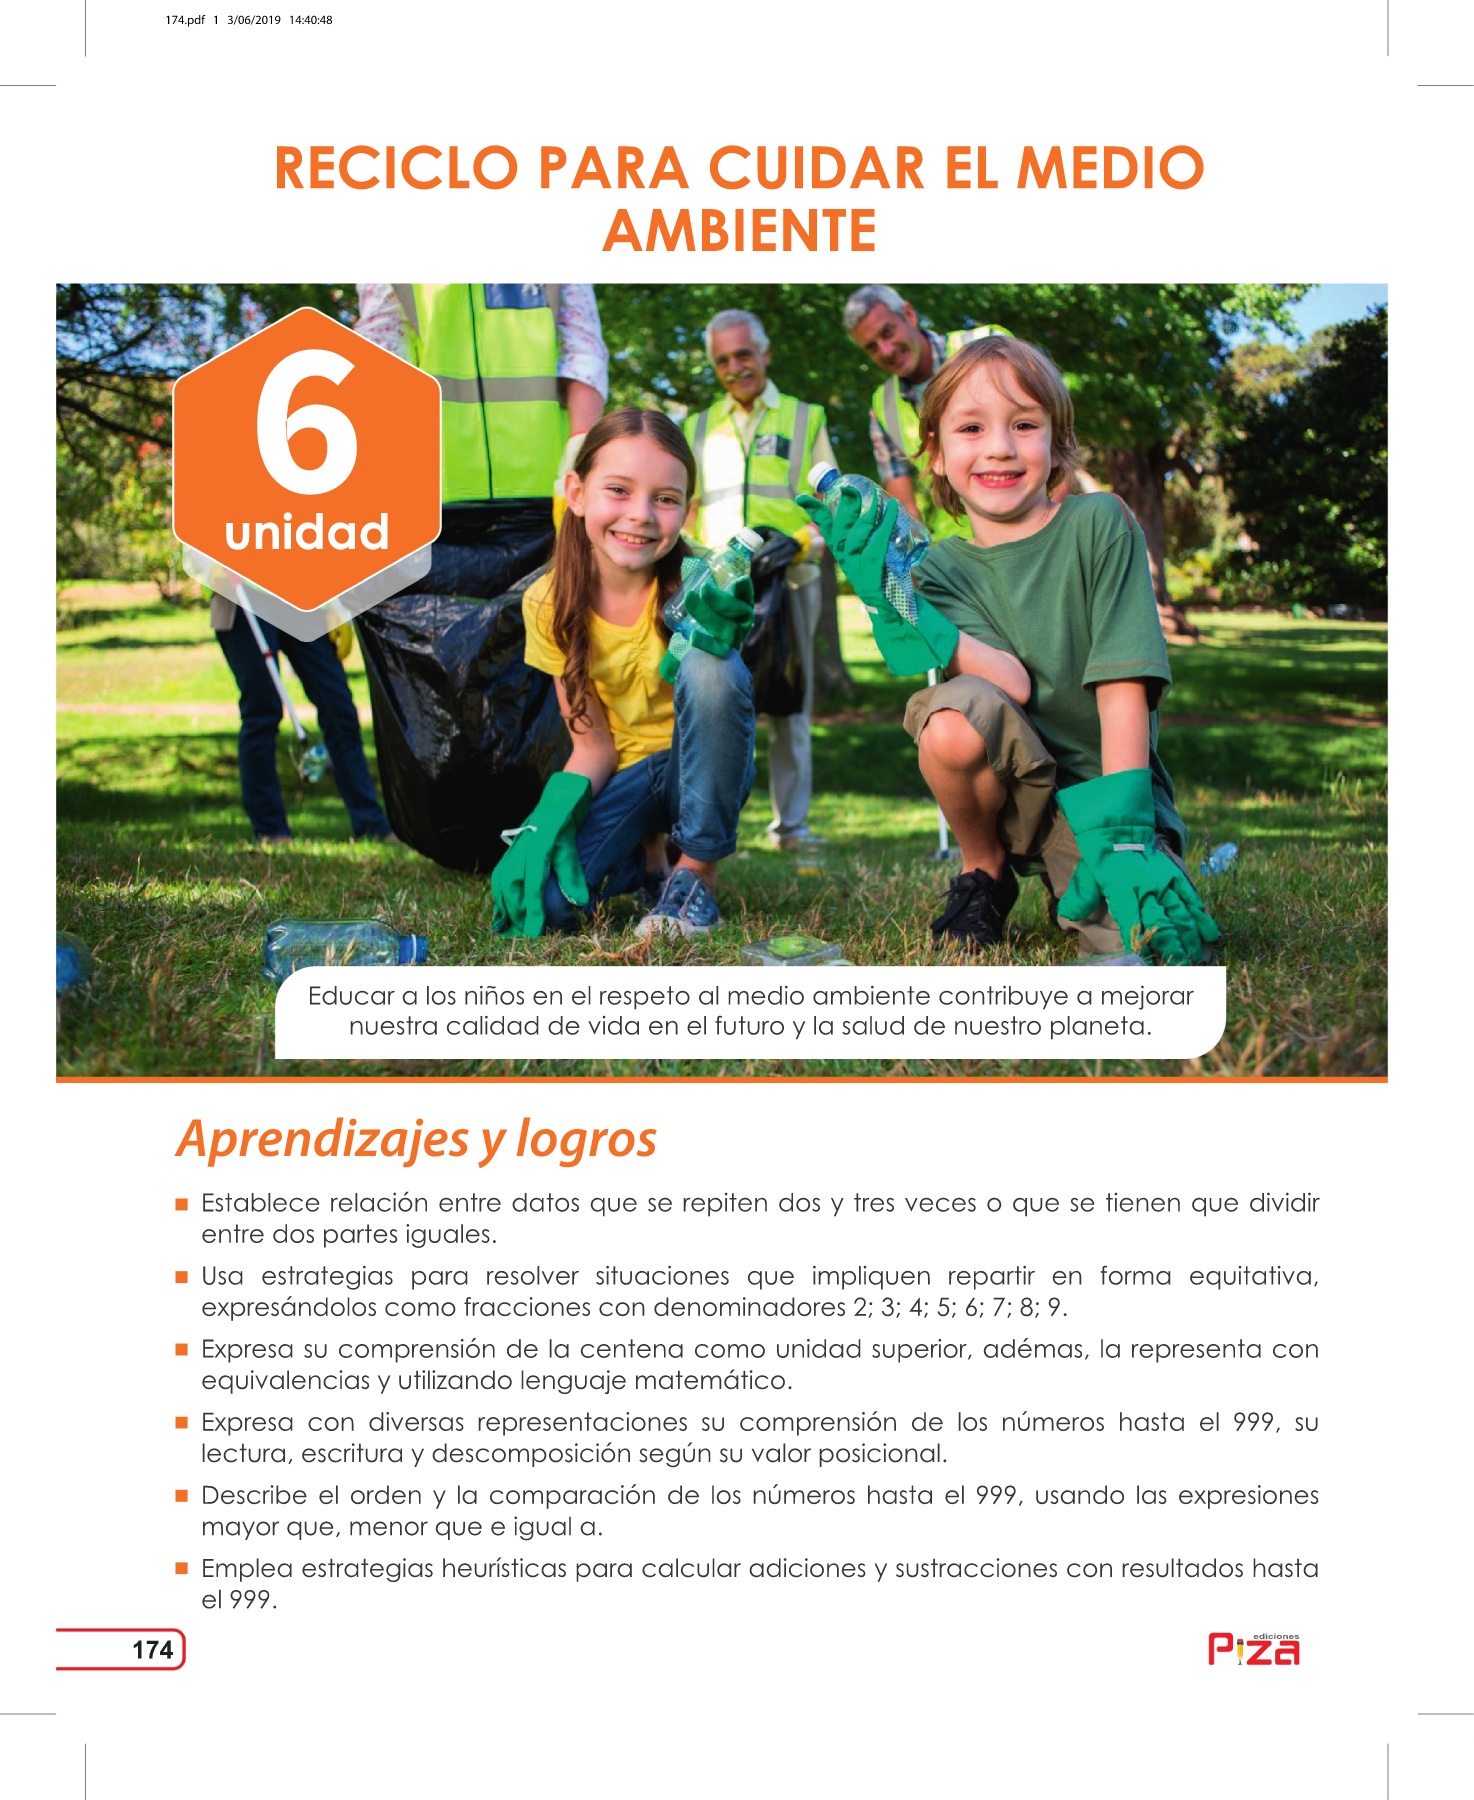 174.pdf 1 3/06/2019 14:40:48
RECICLO PARA CUIDAR EL MEDIO
AMBIENTE
6
unidad
Educar a los niños en el respeto al medio ambiente contribuye a mejorar
nuestra calidad de vida en el futuro y la salud de nuestro planeta.
Aprendizajes y logros
■ Establece relación entre datos que se repiten dos y tres veces o que se tienen que dividir
entre dos partes iguales.
■ Usa estrategias para resolver situaciones que impliquen repartir en forma equitativa,
expresándolos como fracciones con denominadores 2; 3; 4; 5; 6; 7; 8; 9.
■ Expresa su comprensión de la centena como unidad superior, adémas, la representa con
equivalencias y utilizando lenguaje matemático.
■ Expresa con diversas representaciones su comprensión de los números hasta el 999, su
lectura, escritura y descomposición según su valor posicional.
■ Describe el orden y la comparación de los números hasta el 999, usando las expresiones
mayor que, menor que e igual a.
■ Emplea estrategias heurísticas para calcular adiciones y sustracciones con resultados hasta
el 999.
174
ediciones
Piza